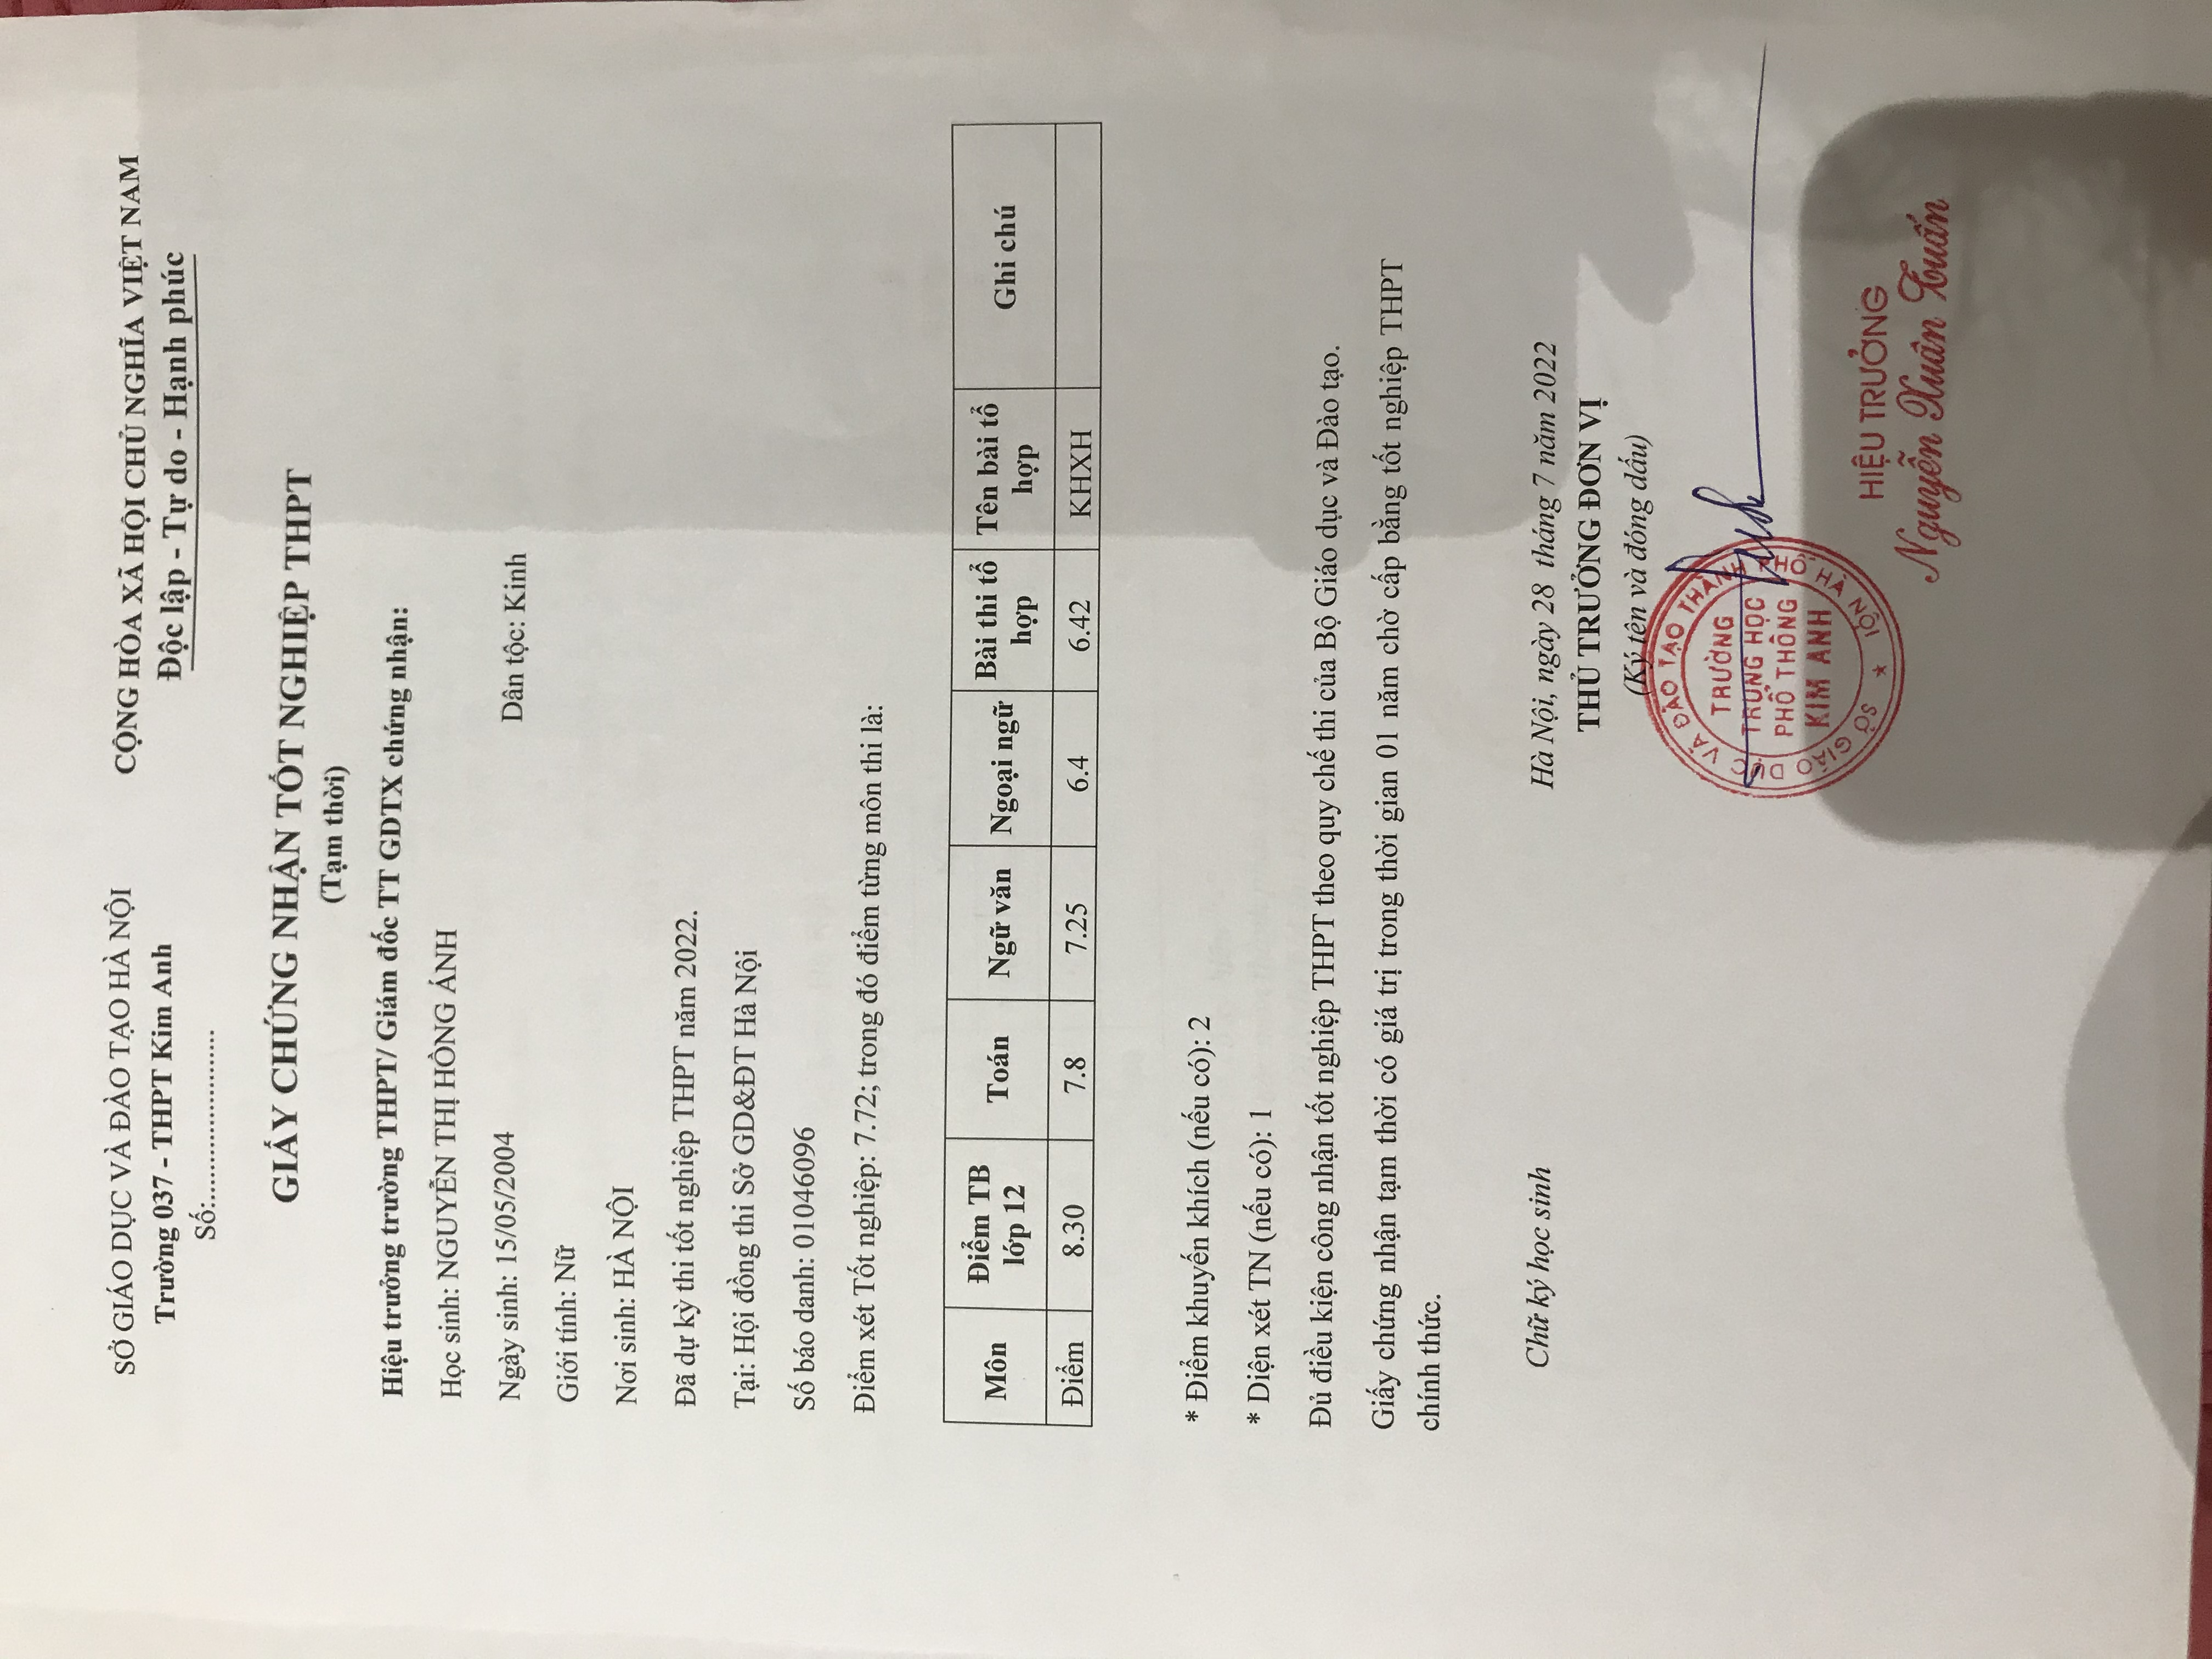 SỞ GIÁO DỤC VÀ ĐÀO TẠO HÀ NỘI
Trường 037 - THPT Kim Anh
Số:.......................
CỘNG HÒA XÃ HỘI CHỦ NGHĨA VIỆT NAM
Độc lập - Tự do - Hạnh phúc
GIẤY CHỨNG NHẬN TỐT NGHIỆP THPT
(Tạm thời)
Hiệu trưởng trường THPT/ Giám đốc TT GDTX chứng nhận:
Học sinh: NGUYỄN THỊ HỒNG ÁNH
Ngày sinh: 15/05/2004 Dân tộc: Kinh
Giới tính: Nữ
Nơi sinh: HÀ NỘI
Đã dự kỳ thi tốt nghiệp THPT năm 2022.
Tại: Hội đồng thi Sở GD&ĐT Hà Nội
Số báo danh: 01046096
Điểm xét Tốt nghiệp: 7.72; trong đó điểm từng môn thi là:
Môn Điểm TB lớp 12 Toán Ngữ văn Ngoại ngữ Bài thi tổ hợp Tên bài tổ hợp Ghi chú
Điểm 8.30 7.8 7.25 6.4 6.42 KHXH
* Điểm khuyến khích (nếu có): 2
* Diện xét TN (nếu có): 1
Đủ điều kiện công nhận tốt nghiệp THPT theo quy chế thi của Bộ Giáo dục và Đào tạo.
Giấy chứng nhận tạm thời có giá trị trong thời gian 01 năm chờ cấp bằng tốt nghiệp THPT
chính thức.
Chữ ký học sinh
Hà Nội, ngày 28 tháng 7 năm 2022
THỦ TRƯỞNG ĐƠN VỊ
(Ký tên và đóng dấu)
SỞ GIÁO DỤC VÀ ĐÀO TẠO THÀNH PHỐ HÀ NỘI
TRƯỜNG
TRUNG HỌC
PHỔ THÔNG
KIM ANH
HIỆU TRƯỞNG
Nguyễn Xuân Tuấn